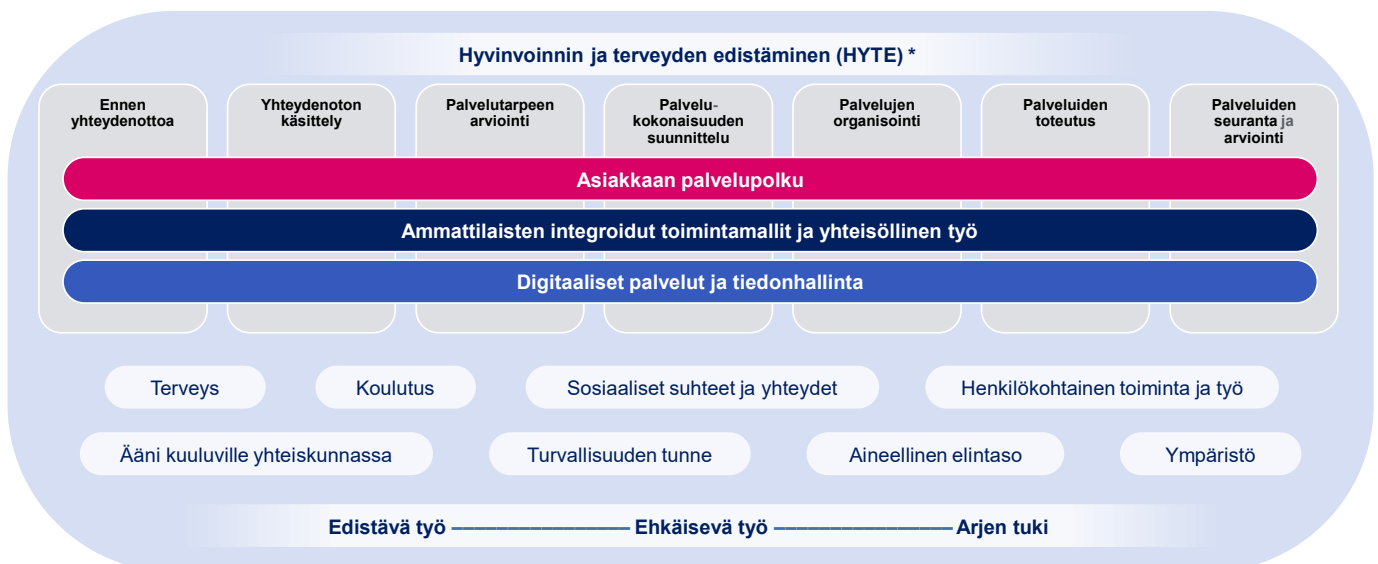 Hyvinvoinnin ja terveyden edistäminen (HYTE) *
Ennen
yhteydenottoa
Yhteydenoton
käsittely
Palvelutarpeen
arviointi
Palvelu-
kokonaisuuden
suunnittelu
Palvelujen
organisointi
Palveluiden
toteutus
Palveluiden
seuranta ja
arviointi
Asiakkaan palvelupolku
Ammattilaisten integroidut toimintamallit ja yhteisöllinen työ
Digitaaliset palvelut ja tiedonhallinta
Terveys
Koulutus
Sosiaaliset suhteet ja yhteydet
Henkilökohtainen toiminta ja työ
Ääni kuuluville yhteiskunnassa
Turvallisuuden tunne
Aineellinen elintaso
Ympäristö
Edistävä työ ———————— Ehkäisevä työ ———————— Arjen tuki